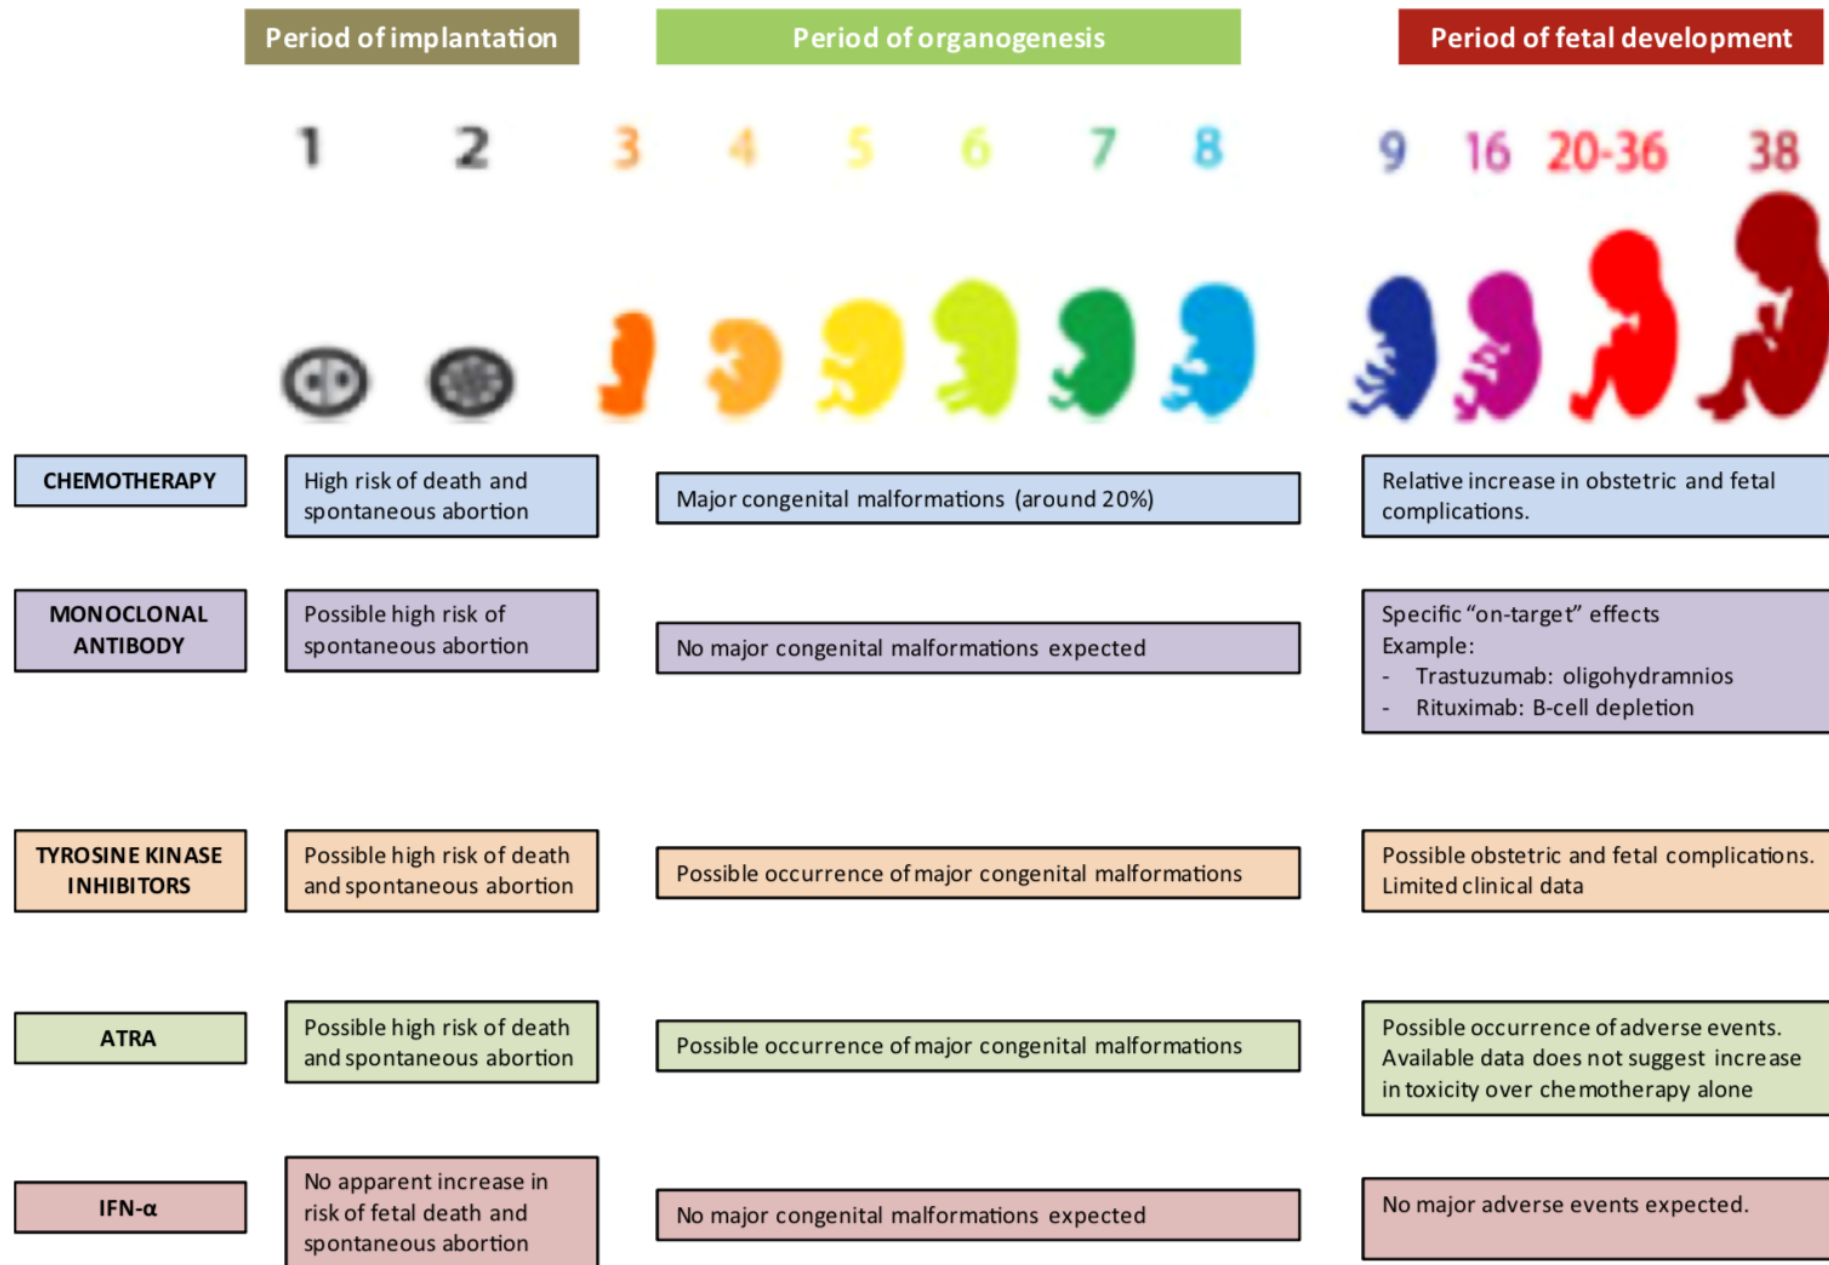 Period of implantation
Period of organogenesis
Period of fetal development
1
2
3
4
5
6
7
8
9
16
20-36
38
CHEMOTHERAPY
High risk of death and
spontaneous abortion
Major congenital malformations (around 20%)
Relative increase in obstetric and fetal
complications.
MONOCLONAL
ANTIBODY
Possible high risk of
spontaneous abortion
No major congenital malformations expected
Specific “on-target” effects
Example:
- Trastuzumab: oligohydramnios
- Rituximab: B-cell depletion
TYROSINE KINASE
INHIBITORS
Possible high risk of death
and spontaneous abortion
Possible occurrence of major congenital malformations
Possible obstetric and fetal complications.
Limited clinical data
ATRA
Possible high risk of death
and spontaneous abortion
Possible occurrence of major congenital malformations
Possible occurrence of adverse events.
Available data does not suggest increase
in toxicity over chemotherapy alone
IFN-α
No apparent increase in
risk of fetal death and
spontaneous abortion
No major congenital malformations expected
No major adverse events expected.